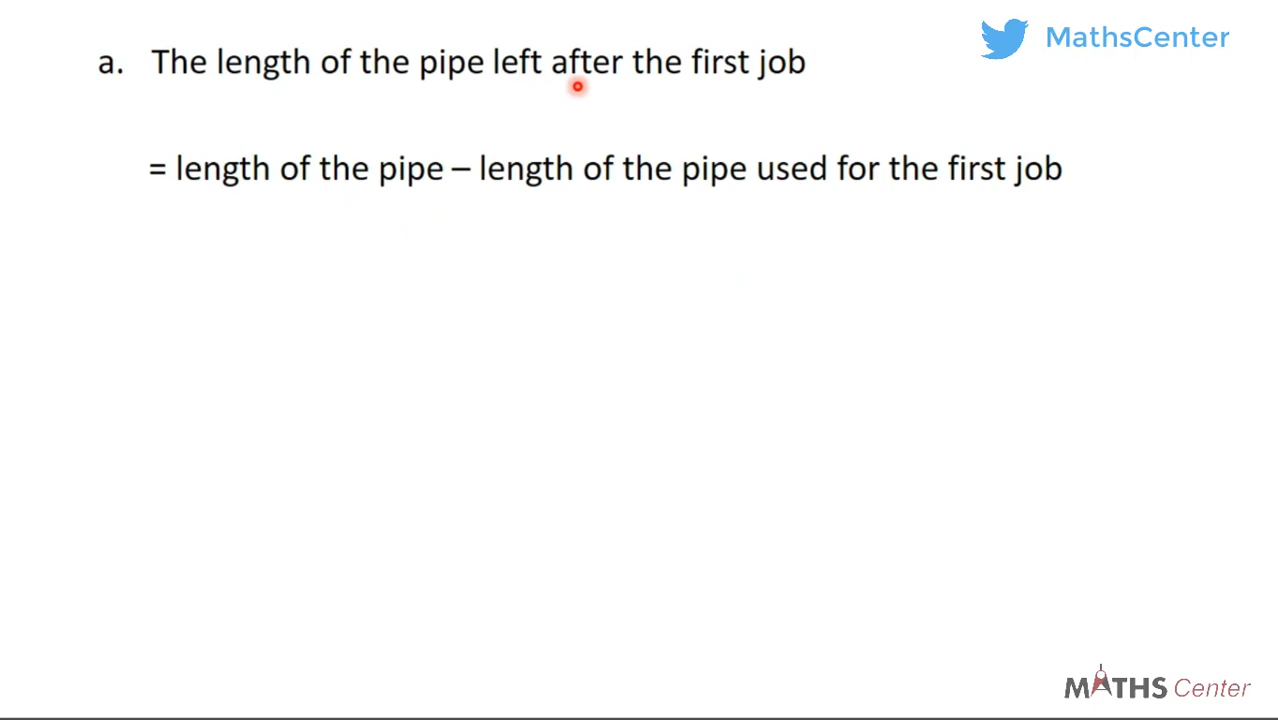 MathsCenter
a. The length of the pipe left after the first job
= length of the pipe – length of the pipe used for the first job
MATHS Center